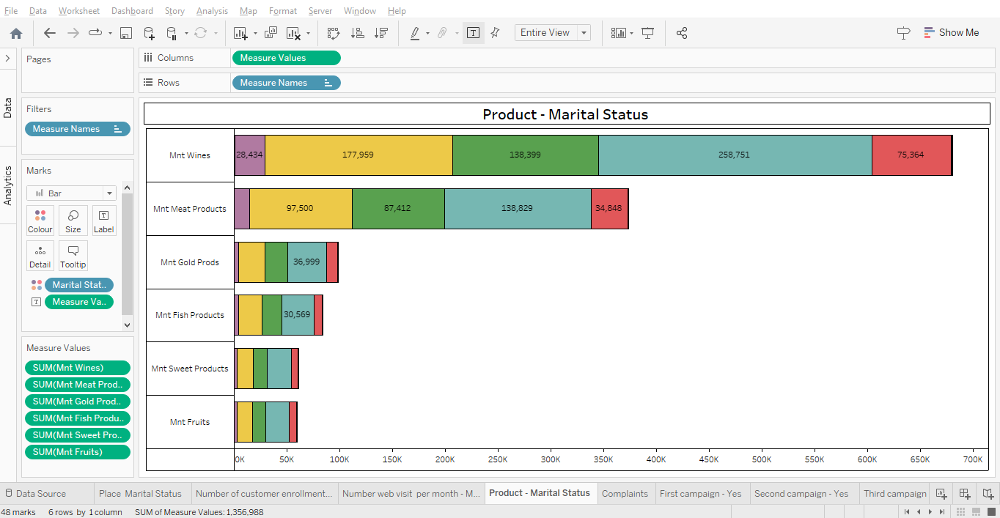 File Data Worksheet Dashboard Story Analysis Map Format Server Window Help
T Entire View Show Me
Pages
Columns Measure Values
Rows Measure Names
Data
Analytics
Filters
Measure Names
Marks
Bar
Colour Size T Label
Detail Tooltip
Marital Stat..
T Measure Va..
Measure Values
SUM(Mnt Wines)
SUM(Mnt Meat Prod..
SUM(Mnt Gold Prod..
SUM(Mnt Fish Produ..
SUM(Mnt Sweet Pro..
SUM(Mnt Fruits)
Product - Marital Status
Mnt Wines 28,434 177,959 138,399 258,751 75,364
Mnt Meat Products 97,500 87,412 138,829 34,848
Mnt Gold Prods 36,999
Mnt Fish Products 30,569
Mnt Sweet Products
Mnt Fruits
0K 50K 100K 150K 200K 250K 300K 350K 400K 450K 500K 550K 600K 650K 700K
Data Source Place Marital Status Number of customer enrollment... Number web visit per month - M... Product - Marital Status Complaints First campaign - Yes Second campaign - Yes Third campaign
48 marks 6 rows by 1 column SUM of Measure Values: 1,356,988